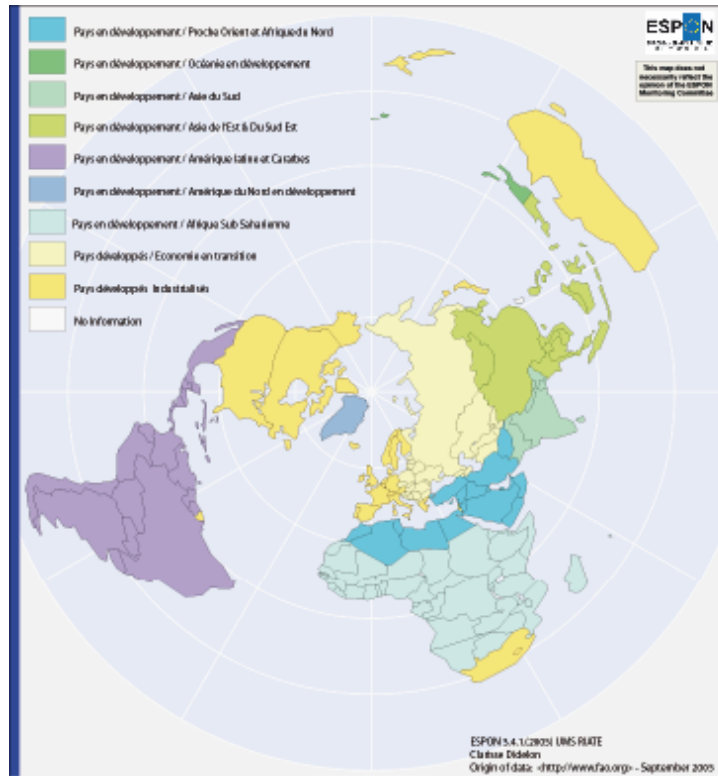 Pays en développement / Proche Orient et Afrique du Nord
Pays en développement / Océanie en développement
Pays en développement / Asie du Sud
Pays en développement / Asie de l'Est & Du Sud Est
Pays en développement / Amérique latine et Caraïbes
Pays en développement / Amérique du Nord en développement
Pays en développement / Afrique Sub Saharienne
Pays développés / Economie en transition
Pays développés Industrialisés
No Information
ESPON
This map does not
necessarily reflect the
opinion of the ESPON
Monitoring Committee
ESPON 3.4.1 (2003) UMS RIATE
Clarisse Didelon
Origin of data: <http://www.fao.org> - September 2003